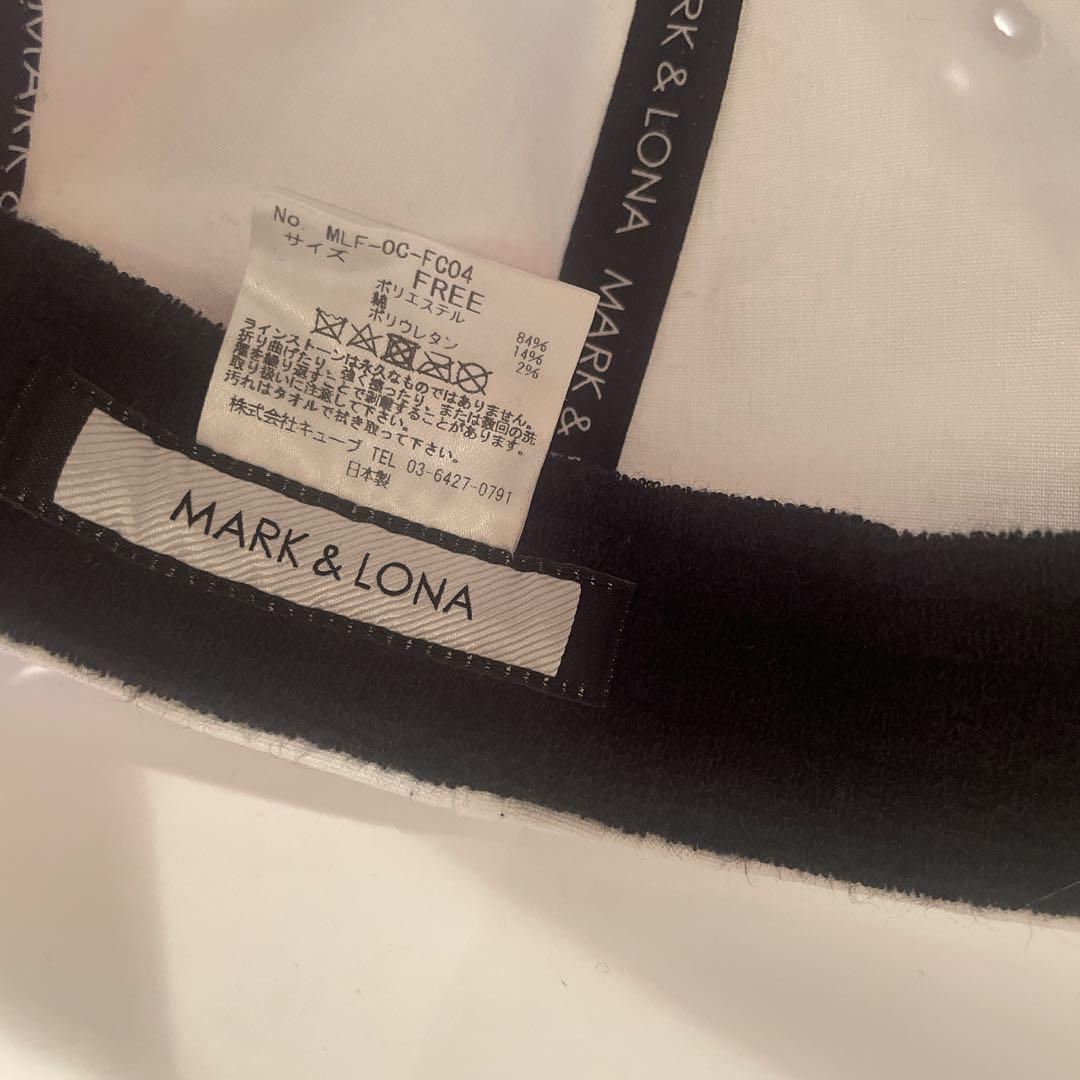 MARK &
RK & LONA
MARK &
No. MLF-OC-FC04
サイズ FREE
ポリエステル 84%
綿 14%
ポリウレタン 2%
ラインストーンは永久なものではありません。
折り曲げたり、強く擦ったり、または数回の洗
濯を繰り返すことで剥離することがあります。
取り扱いに注意して下さい。
汚れはタオルで拭き取って下さい。
株式会社キューブ TEL 03-6427-0791
日本製
MARK & LONA